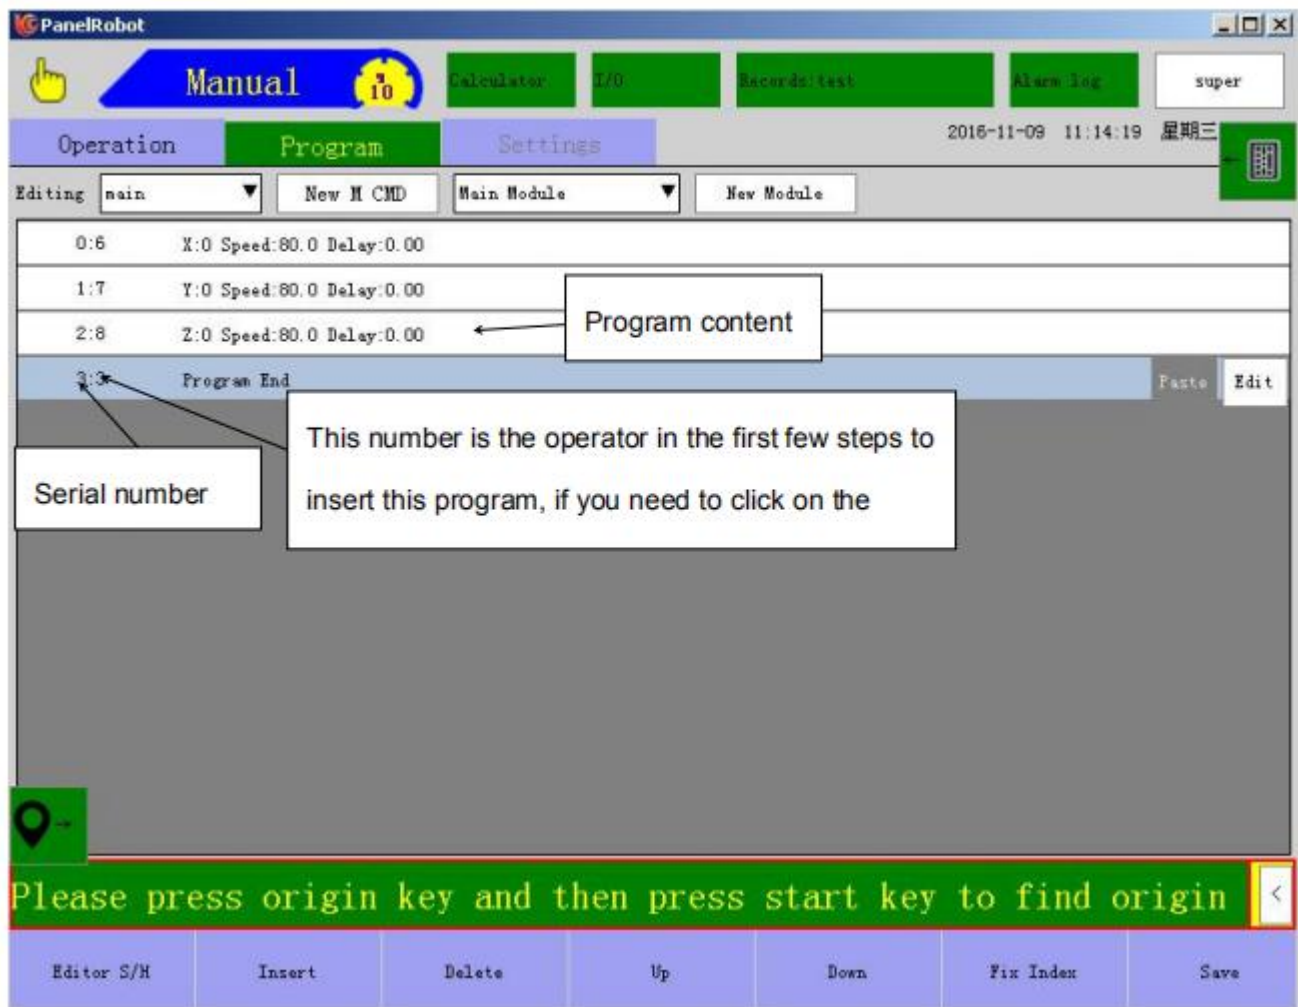 PanelRobot
Manual
10
Calculator
I/O
Records:test
Alarm log
super
Operation
Program
Settings
2016-11-09 11:14:19 星期三
Editing
main
New M CMD
Main Module
New Module
0:6 X:0 Speed:80.0 Delay:0.00
1:7 Y:0 Speed:80.0 Delay:0.00
2:8 Z:0 Speed:80.0 Delay:0.00
Program content
3:3 Program End
Paste
Edit
This number is the operator in the first few steps to
insert this program, if you need to click on the
Serial number
Please press origin key and then press start key to find origin
<
Editor S/H
Insert
Delete
Up
Down
Fix Index
Save